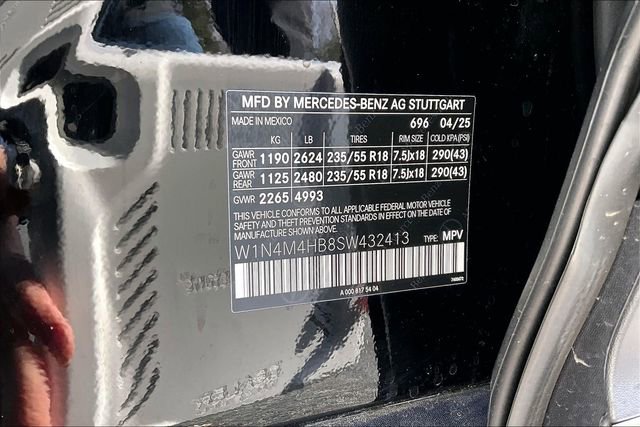 MFD BY MERCEDES-BENZ AG STUTTGART
MADE IN MEXICO 696 04/25
KG LB TIRES RIM SIZE COLD KPA(PSI)
GAWR FRONT 1190 2624 235/55 R18 7.5Jx18 290(43)
GAWR REAR 1125 2480 235/55 R18 7.5Jx18 290(43)
GVWR 2265 4993
THIS VEHICLE CONFORMS TO ALL APPLICABLE FEDERAL MOTOR VEHICLE
SAFETY AND THEFT PREVENTION STANDARDS IN EFFECT ON THE DATE OF
MANUFACTURE SHOWN ABOVE.
W1N4M4HB8SW432413 TYPE: MPV
A 000 817 54 04